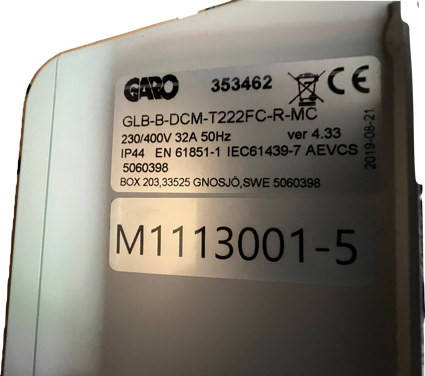 GARO 353462 CE
GLB-B-DCM-T222FC-R-MC
230/400V 32A 50Hz ver 4.33
IP44 EN 61851-1 IEC61439-7 AEVCS
5060398
BOX 203,33525 GNOSJÖ,SWE 5060398
2019-08-21
M1113001-5